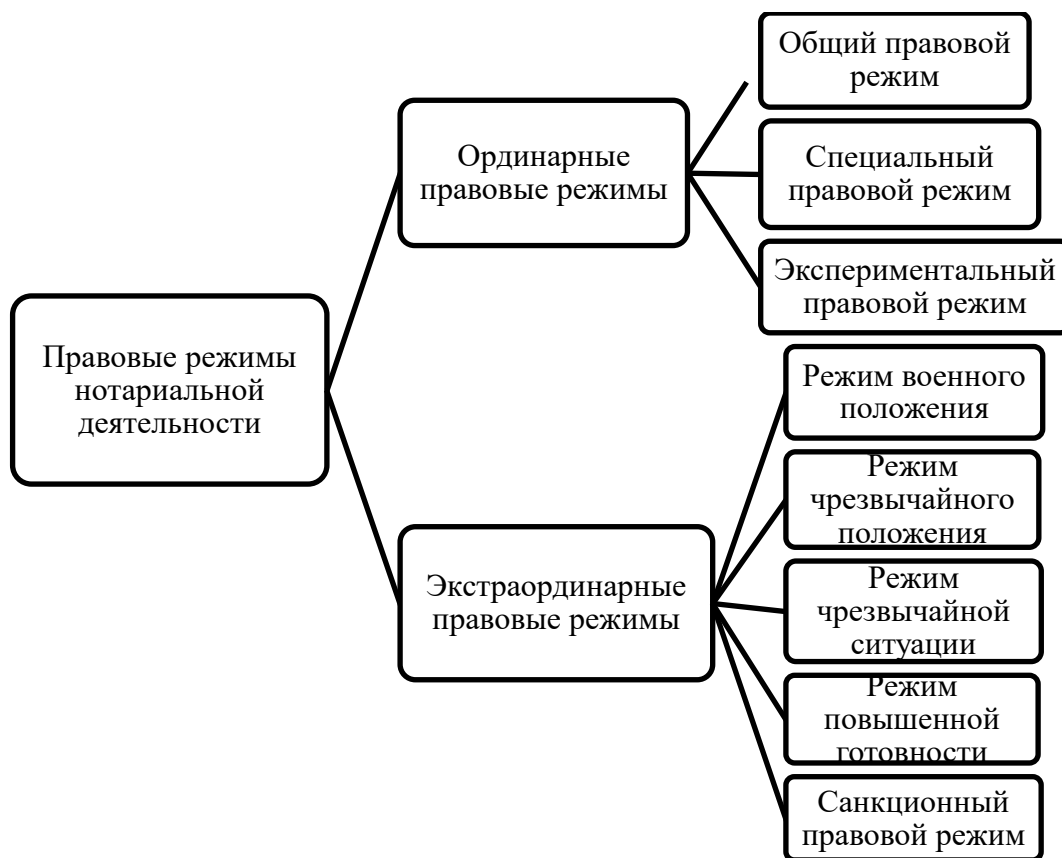 Правовые режимы
нотариальной
деятельности
Ординарные
правовые режимы
Общий правовой
режим
Специальный
правовой режим
Экспериментальный
правовой режим
Экстраординарные
правовые режимы
Режим военного
положения
Режим
чрезвычайного
положения
Режим
чрезвычайной
ситуации
Режим
повышенной
готовности
Санкционный
правовой режим